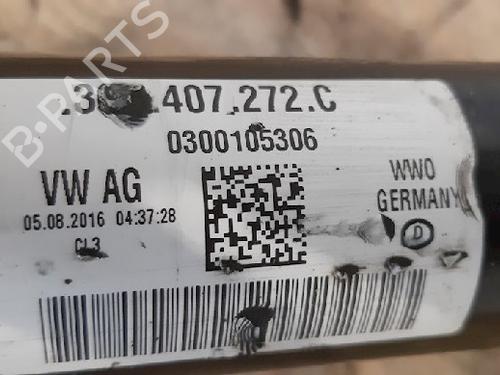 B-PARTS
407.272.C
0300105306
VW AG
05.08.2016 04:37:28
CL3
WWO
GERMANY
D